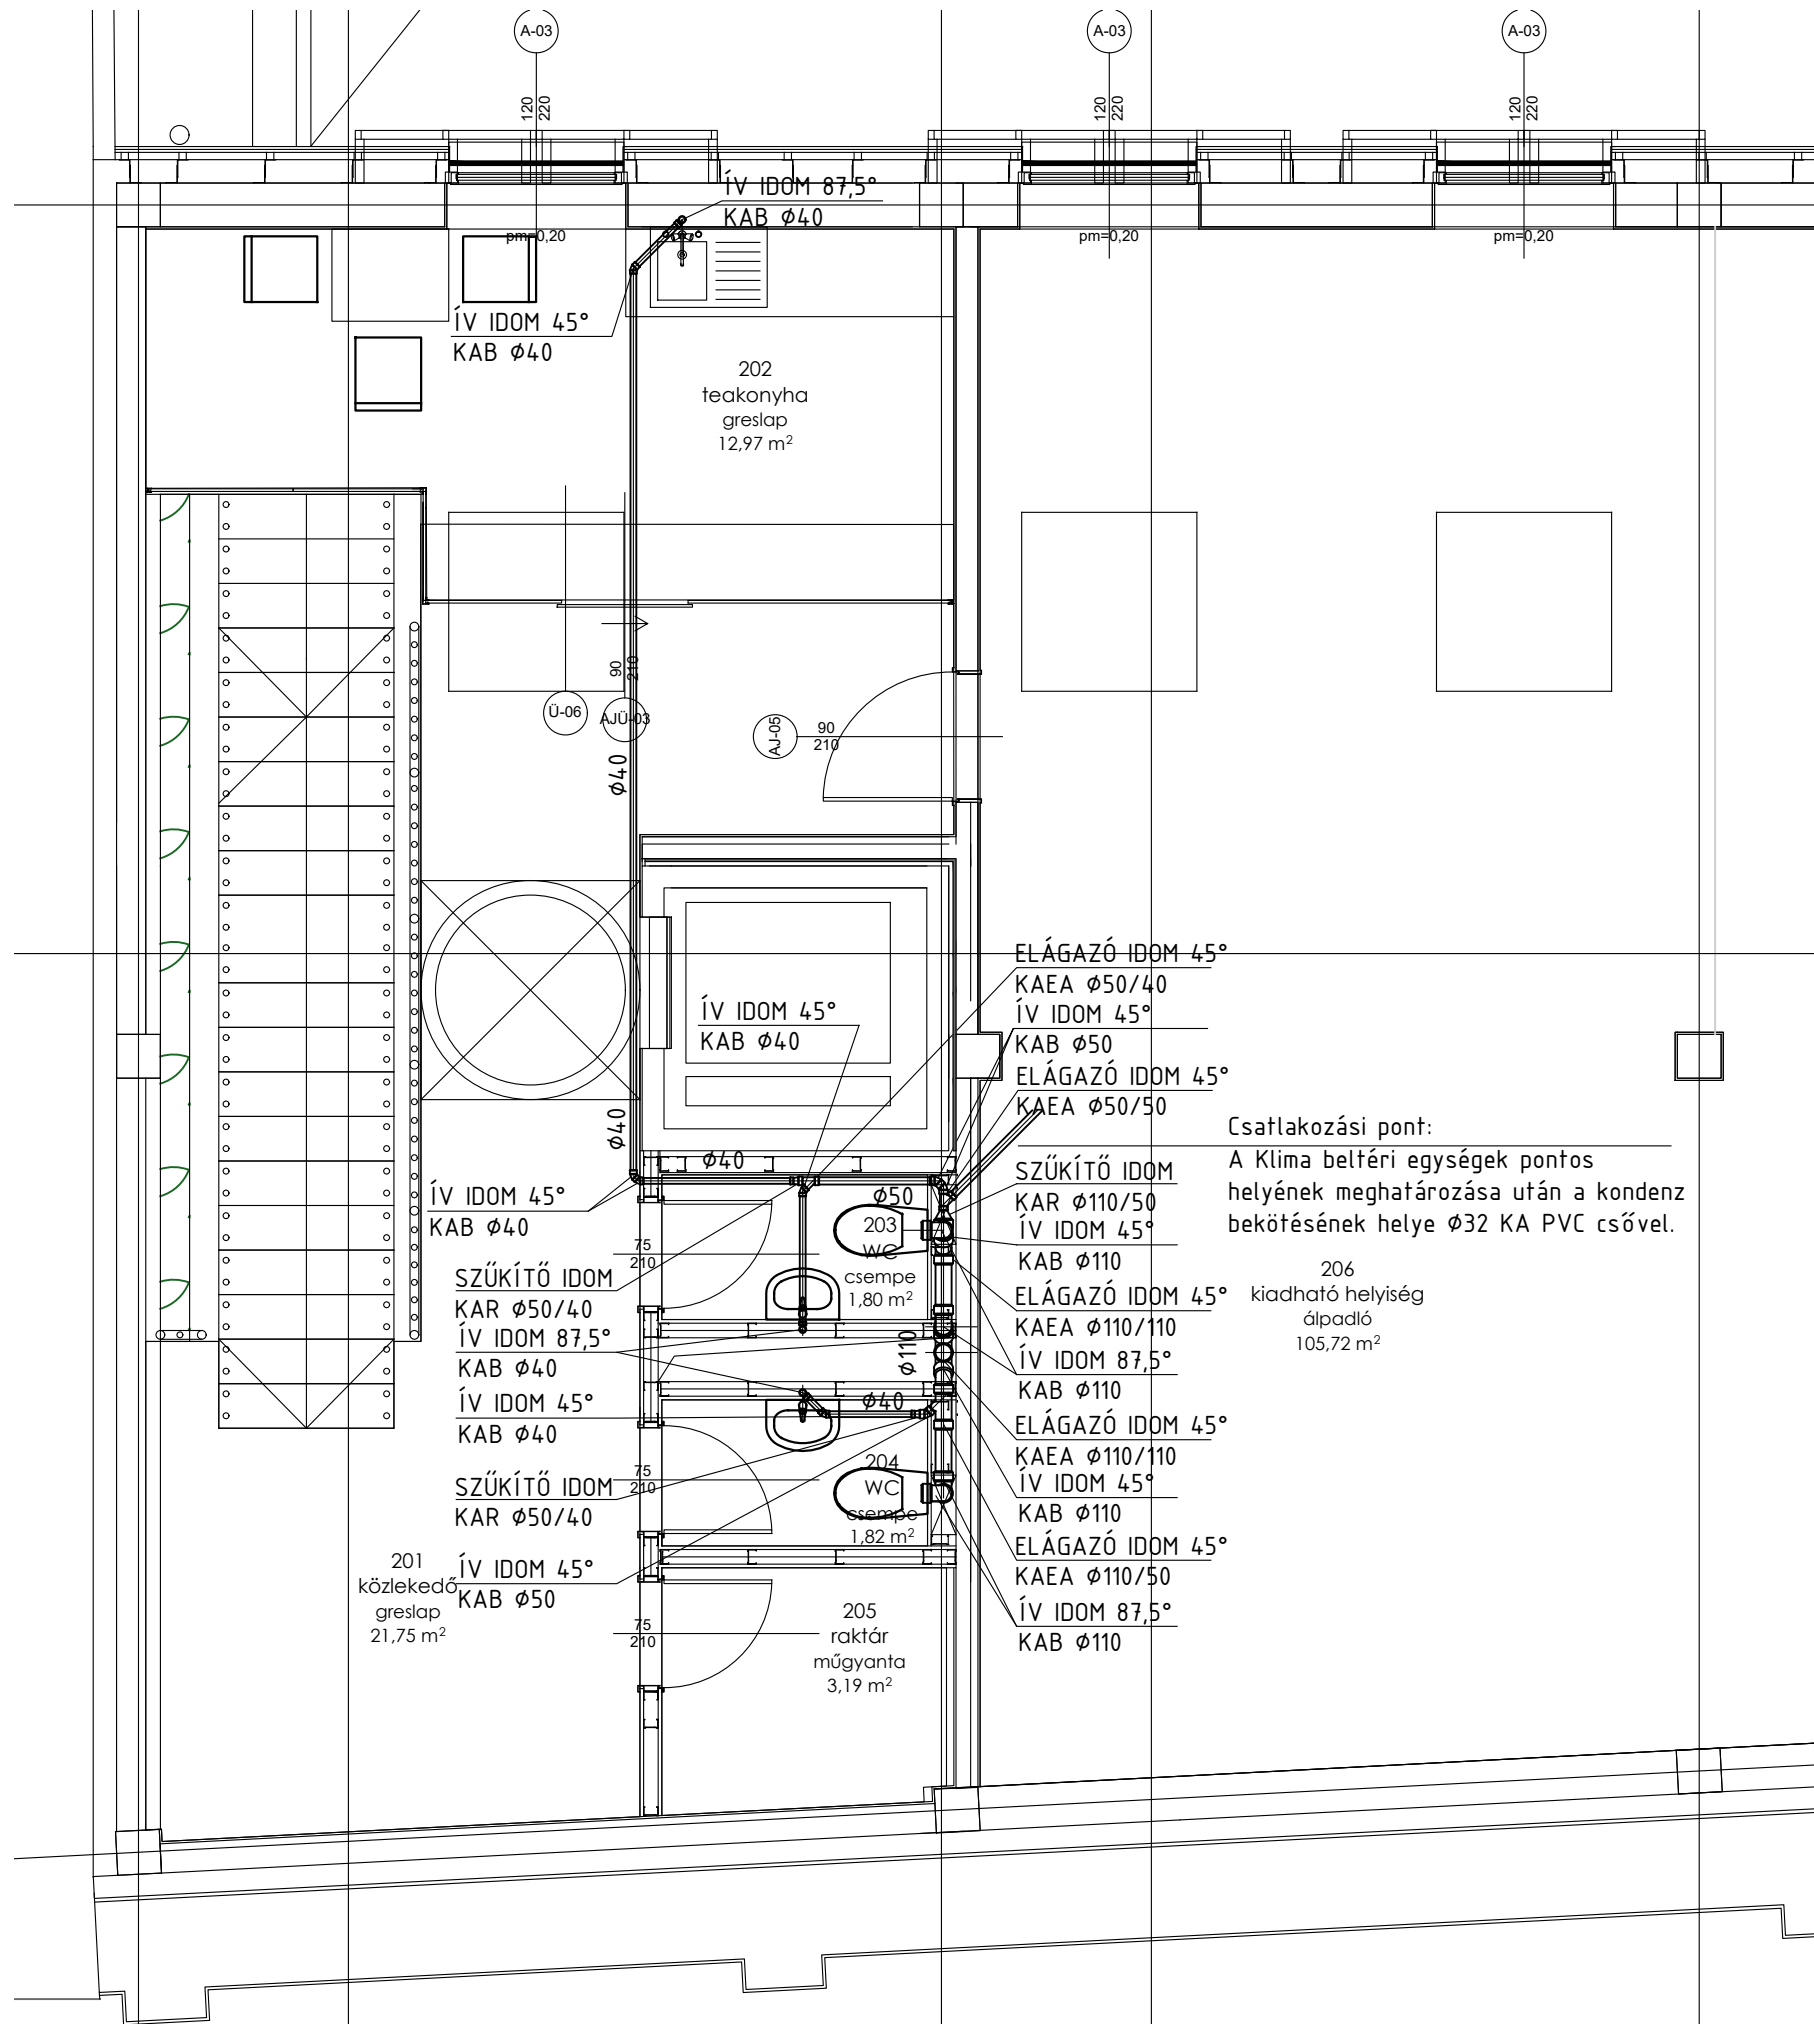 A-03
A-03
A-03
120
220
120
220
120
220
ÍV IDOM 87,5°
KAB Ø40
pm=0,20
pm=0,20
pm=0,20
ÍV IDOM 45°
KAB Ø40
202
teakonyha
greslap
12,97 m²
90
210
Ü-06
AJÜ-03
AJ-05
90
210
Ø40
ELÁGAZÓ IDOM 45°
KAEA Ø50/40
ÍV IDOM 45°
KAB Ø40
ÍV IDOM 45°
KAB Ø50
ELÁGAZÓ IDOM 45°
KAEA Ø50/50
Csatlakozási pont:
A Klima beltéri egységek pontos
helyének meghatározása után a kondenz
bekötésének helye Ø32 KA PVC csővel.
Ø40
Ø40
SZŰKÍTŐ IDOM
KAR Ø110/50
ÍV IDOM 45°
KAB Ø40
Ø50
203
WC
csempe
1,80 m²
ÍV IDOM 45°
KAB Ø110
75
210
SZŰKÍTŐ IDOM
KAR Ø50/40
206
kiadható helyiség
álpadló
105,72 m²
ELÁGAZÓ IDOM 45°
KAEA Ø110/110
ÍV IDOM 87,5°
KAB Ø40
Ø110
ÍV IDOM 87,5°
KAB Ø110
ÍV IDOM 45°
KAB Ø40
Ø40
ELÁGAZÓ IDOM 45°
KAEA Ø110/110
204
WC
csempe
1,82 m²
75
210
SZŰKÍTŐ IDOM
KAR Ø50/40
ÍV IDOM 45°
KAB Ø110
ELÁGAZÓ IDOM 45°
KAEA Ø110/50
201
közlekedő
greslap
21,75 m²
ÍV IDOM 45°
KAB Ø50
75
210
205
raktár
műgyanta
3,19 m²
ÍV IDOM 87,5°
KAB Ø110